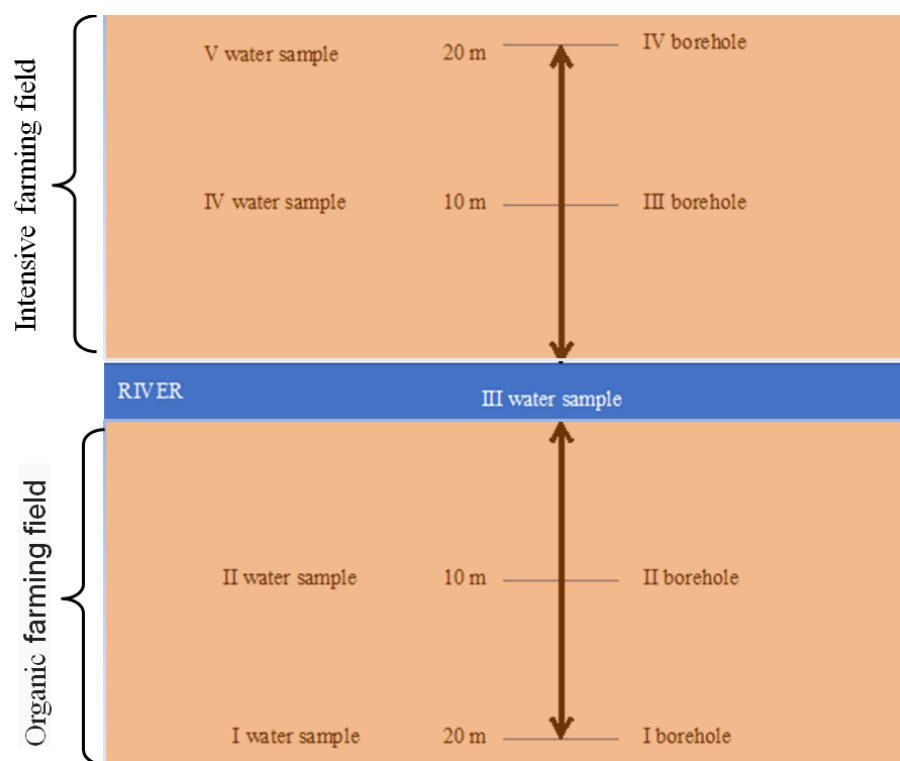 Intensive farming field
V water sample 20 m IV borehole
IV water sample 10 m III borehole
RIVER III water sample
Organic farming field
II water sample 10 m II borehole
I water sample 20 m I borehole